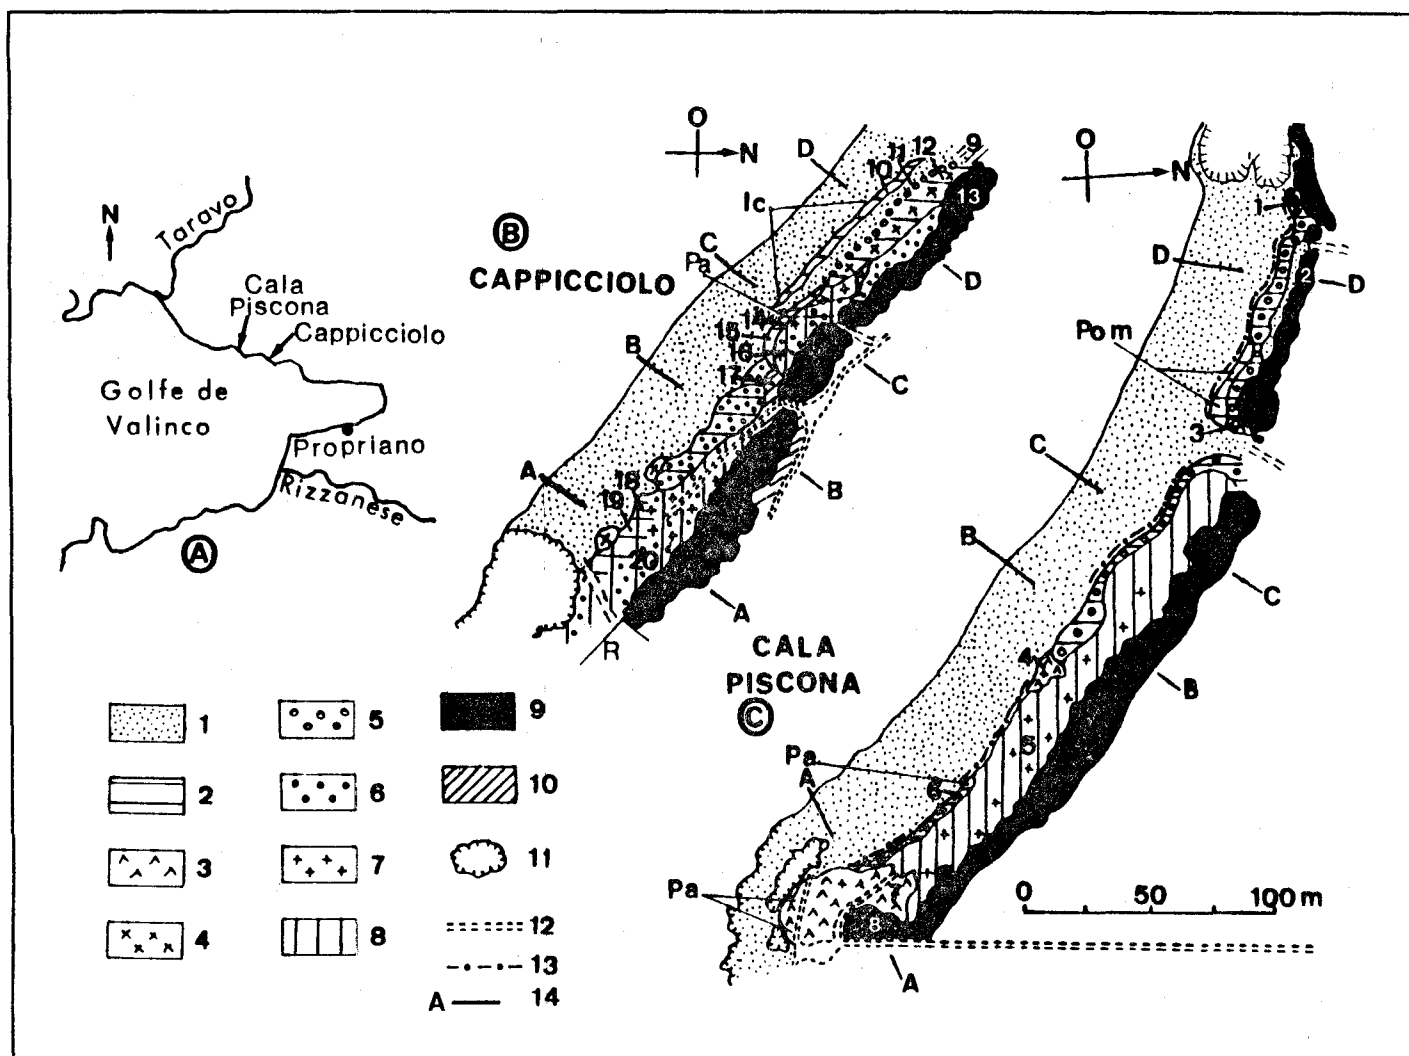 N
Taravo
Cala
Piscona
Cappicciolo
Golfe de
Valinco
Propriano
Rizzanese
A
O
N
B
CAPPICCIOLO
D
Ic
C
Pa
B
A
10
11
12
9
13
D
14
15
16
17
C
18
19
20
B
A
R
O
N
1
D
2
D
Pom
3
C
B
4
C
B
5
CALA
PISCONA
C
Pa
A
6
Pa
8
A
0 50 100 m
1
2
3
4
5
6
7
8
9
10
11
12
13
A
14